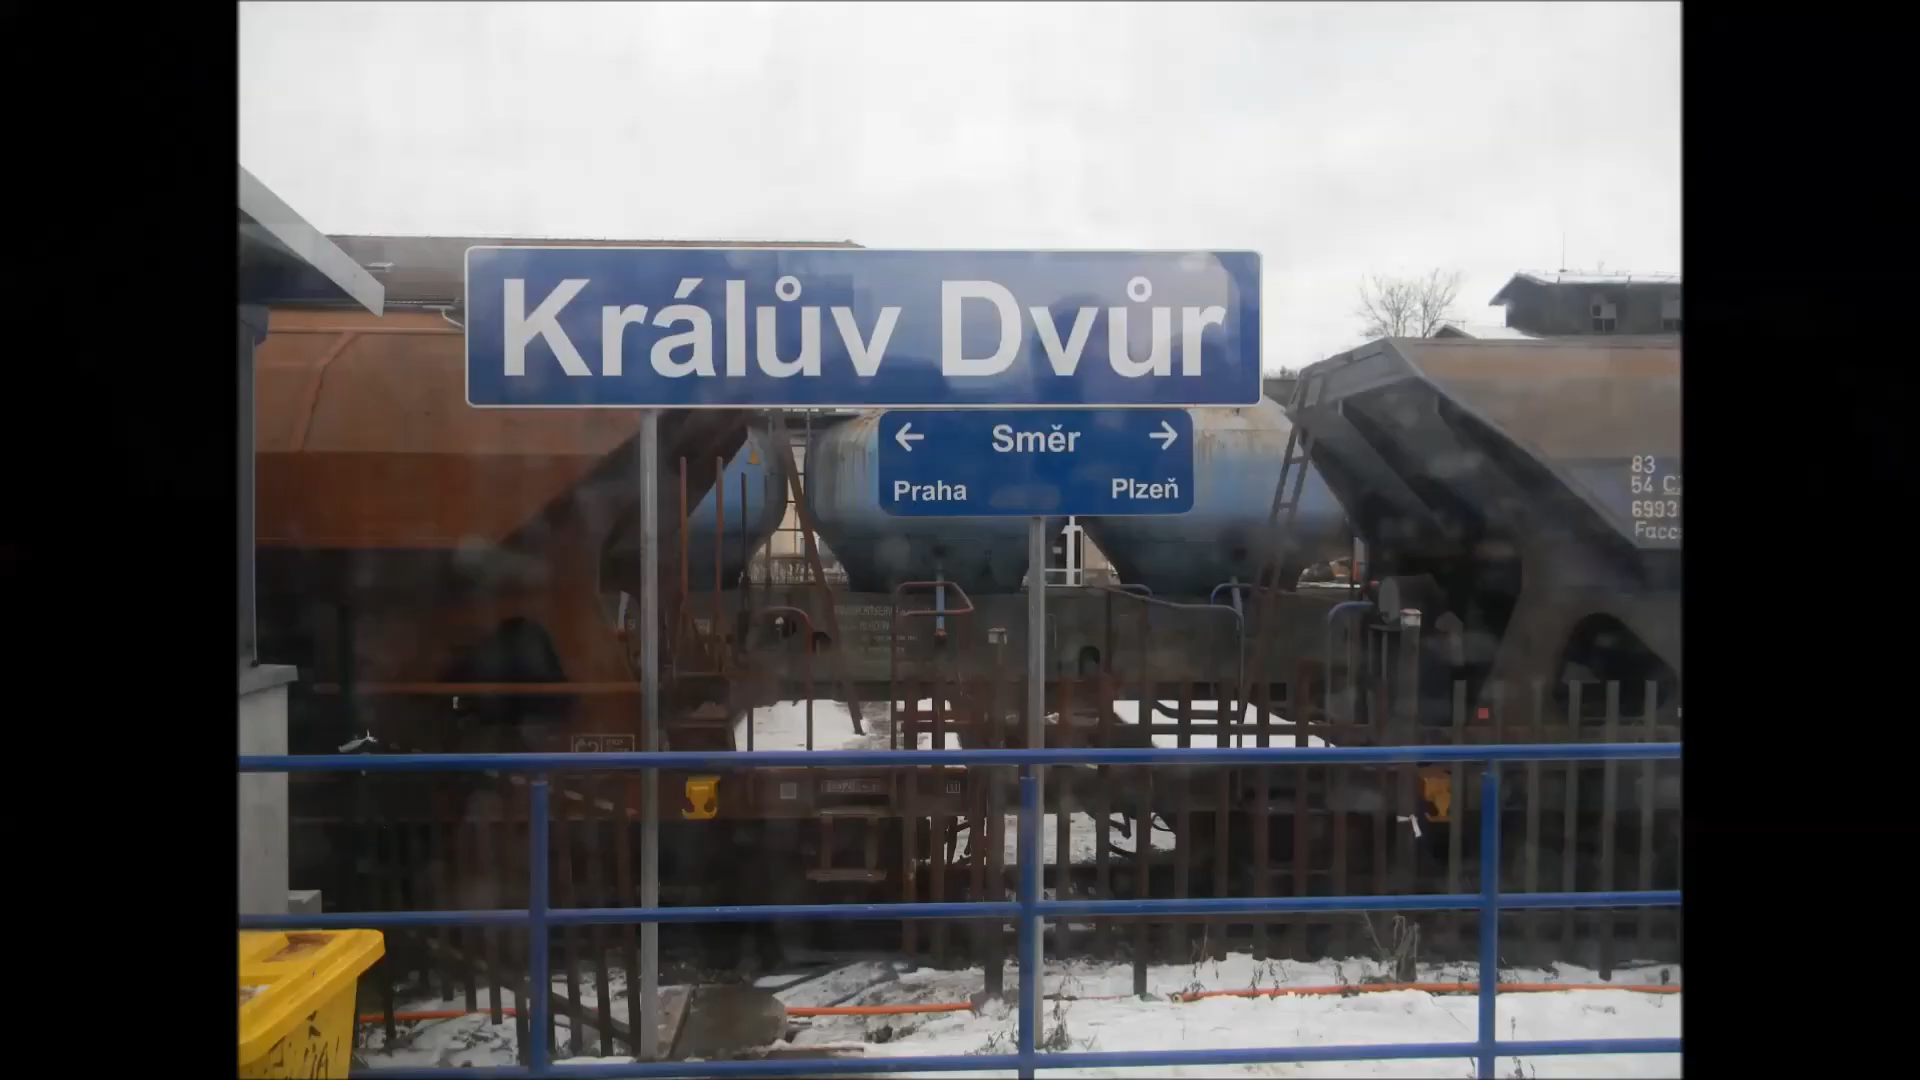 Králův Dvůr
← Směr →
Praha Plzeň
83
54
6993